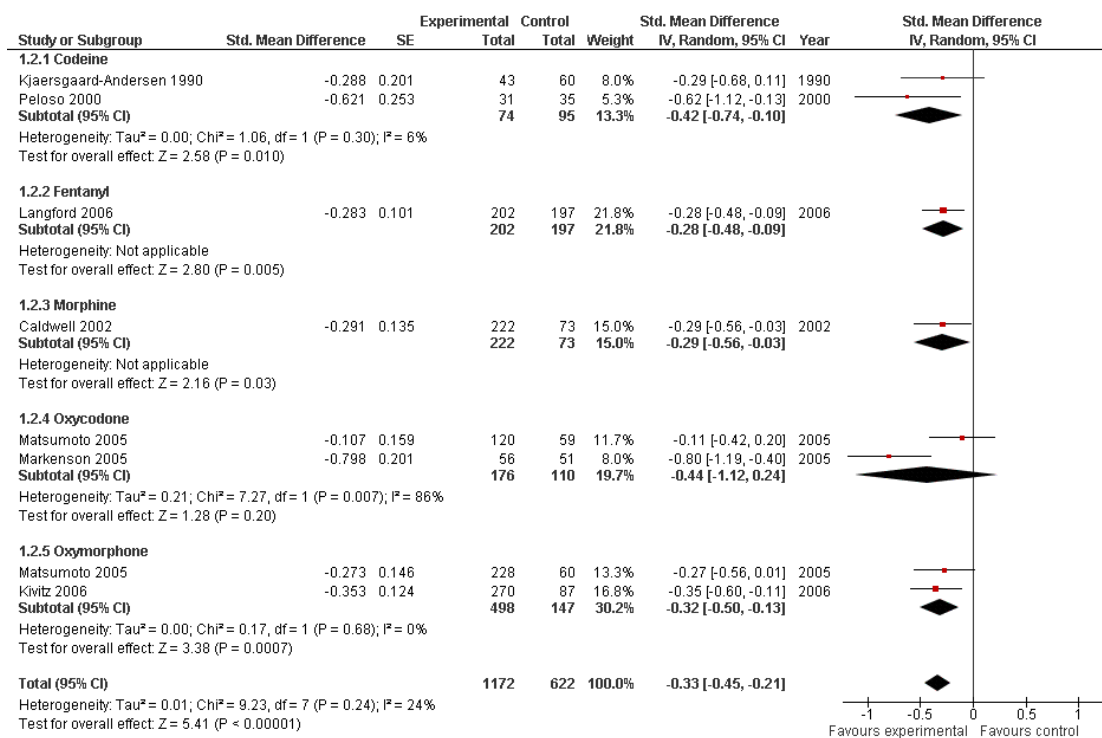 Experimental Control Std. Mean Difference Std. Mean Difference
Study or Subgroup Std. Mean Difference SE Total Total Weight IV, Random, 95% CI Year IV, Random, 95% CI
1.2.1 Codeine
Kjaersgaard-Andersen 1990 -0.288 0.201 43 60 8.0% -0.29 [-0.68, 0.11] 1990
Peloso 2000 -0.621 0.253 31 35 5.3% -0.62 [-1.12, -0.13] 2000
Subtotal (95% CI) 74 95 13.3% -0.42 [-0.74, -0.10]
Heterogeneity: Tau² = 0.00; Chi² = 1.06, df = 1 (P = 0.30); I² = 6%
Test for overall effect: Z = 2.58 (P = 0.010)
1.2.2 Fentanyl
Langford 2006 -0.283 0.101 202 197 21.8% -0.28 [-0.48, -0.09] 2006
Subtotal (95% CI) 202 197 21.8% -0.28 [-0.48, -0.09]
Heterogeneity: Not applicable
Test for overall effect: Z = 2.80 (P = 0.005)
1.2.3 Morphine
Caldwell 2002 -0.291 0.135 222 73 15.0% -0.29 [-0.56, -0.03] 2002
Subtotal (95% CI) 222 73 15.0% -0.29 [-0.56, -0.03]
Heterogeneity: Not applicable
Test for overall effect: Z = 2.16 (P = 0.03)
1.2.4 Oxycodone
Matsumoto 2005 -0.107 0.159 120 59 11.7% -0.11 [-0.42, 0.20] 2005
Markenson 2005 -0.798 0.201 56 51 8.0% -0.80 [-1.19, -0.40] 2005
Subtotal (95% CI) 176 110 19.7% -0.44 [-1.12, 0.24]
Heterogeneity: Tau² = 0.21; Chi² = 7.27, df = 1 (P = 0.007); I² = 86%
Test for overall effect: Z = 1.28 (P = 0.20)
1.2.5 Oxymorphone
Matsumoto 2005 -0.273 0.146 228 60 13.3% -0.27 [-0.56, 0.01] 2005
Kivitz 2006 -0.353 0.124 270 87 16.8% -0.35 [-0.60, -0.11] 2006
Subtotal (95% CI) 498 147 30.2% -0.32 [-0.50, -0.13]
Heterogeneity: Tau² = 0.00; Chi² = 0.17, df = 1 (P = 0.68); I² = 0%
Test for overall effect: Z = 3.38 (P = 0.0007)
Total (95% CI) 1172 622 100.0% -0.33 [-0.45, -0.21]
Heterogeneity: Tau² = 0.01; Chi² = 9.23, df = 7 (P = 0.24); I² = 24%
Test for overall effect: Z = 5.41 (P < 0.00001)
-1 -0.5 0 0.5 1
Favours experimental Favours control